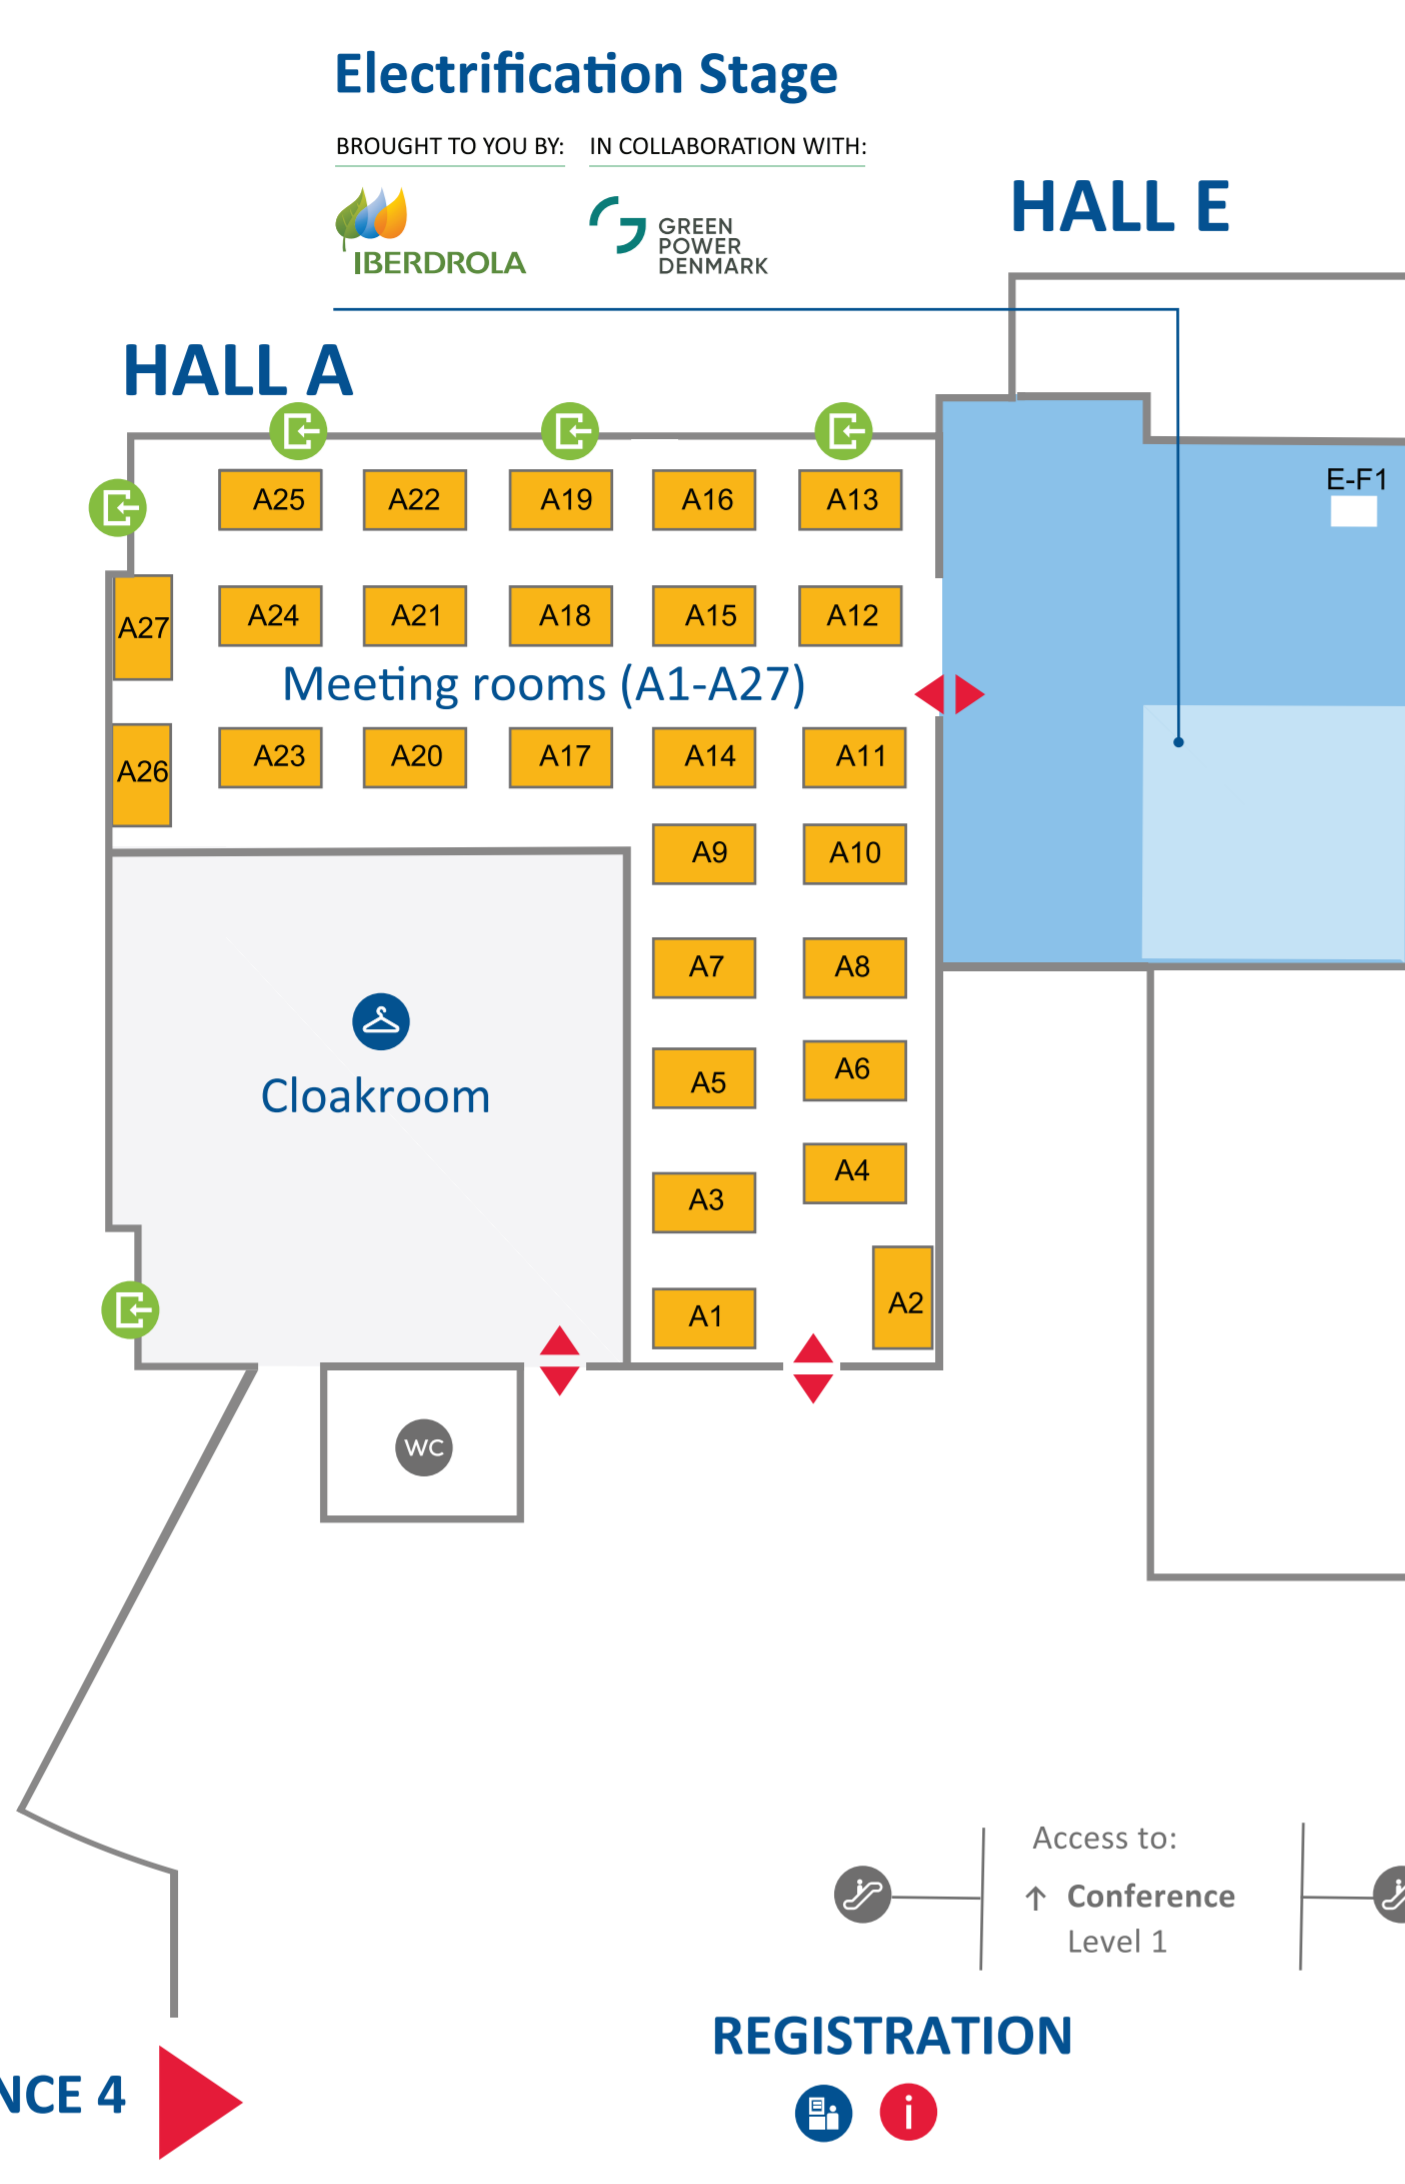 Electrification Stage
BROUGHT TO YOU BY: IN COLLABORATION WITH:
IBERDROLA
GREEN
POWER
DENMARK
HALL E
HALL A
A25 A22 A19 A16 A13
E-F1
A27
A24 A21 A18 A15 A12
Meeting rooms (A1-A27)
A26
A23 A20 A17 A14 A11
A9 A10
A7 A8
A5 A6
Cloakroom
A3 A4
A1 A2
WC
Access to:
↑ Conference
Level 1
REGISTRATION
i
NCE 4